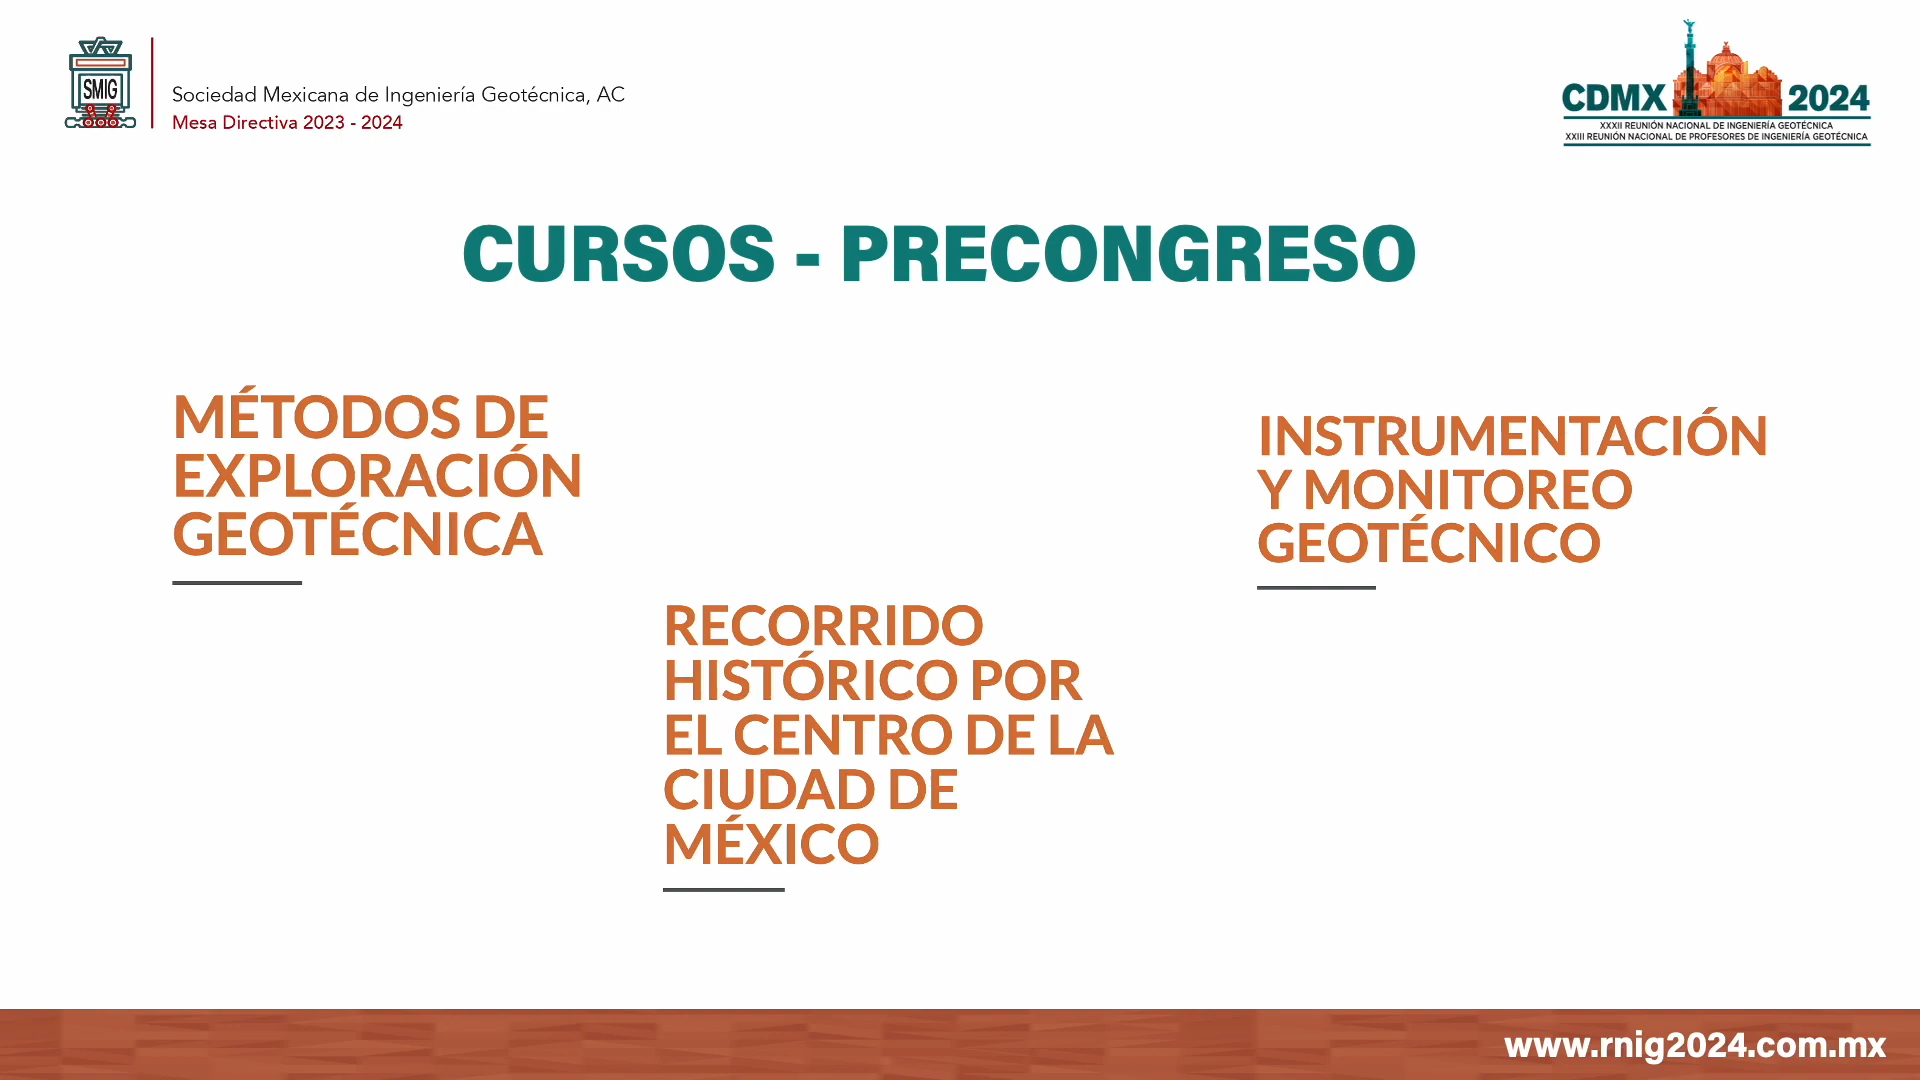 SMIG
Sociedad Mexicana de Ingeniería Geotécnica, AC
Mesa Directiva 2023 - 2024
CDMX 2024
XXXII REUNIÓN NACIONAL DE INGENIERÍA GEOTÉCNICA
XXIII REUNIÓN NACIONAL DE PROFESORES DE INGENIERÍA GEOTÉCNICA
CURSOS - PRECONGRESO
MÉTODOS DE
EXPLORACIÓN
GEOTÉCNICA
RECORRIDO
HISTÓRICO POR
EL CENTRO DE LA
CIUDAD DE
MÉXICO
INSTRUMENTACIÓN
Y MONITOREO
GEOTÉCNICO
www.rnig2024.com.mx